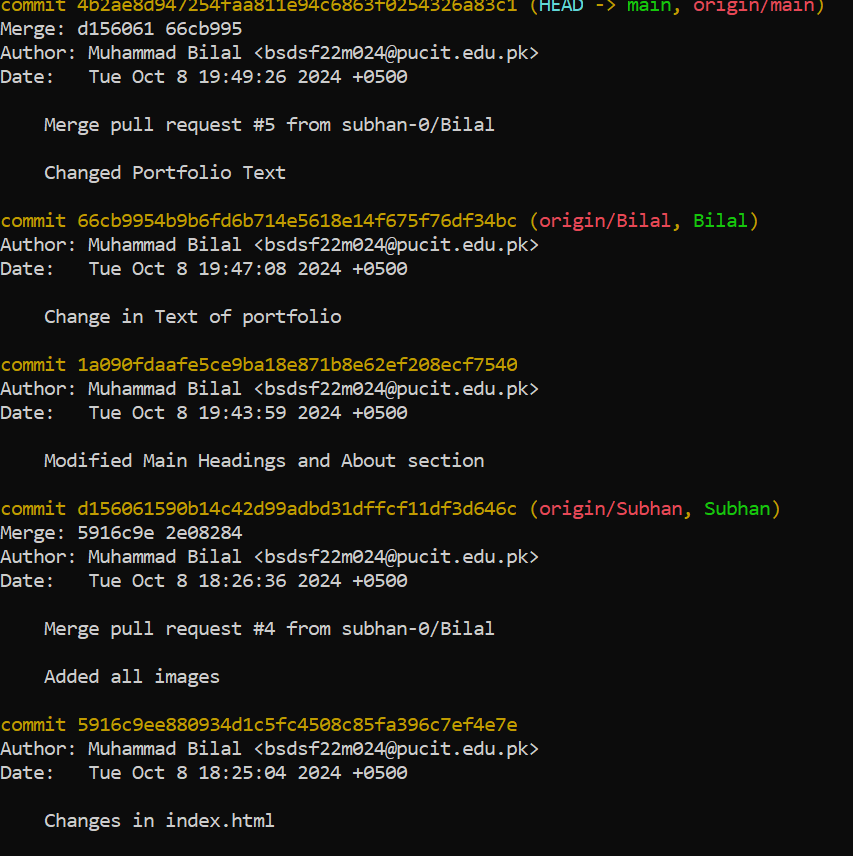 commit 4b2ae8d947254faa811e94c6863f0254326a83c1 (HEAD -> main, origin/main)
Merge: d156061 66cb995
Author: Muhammad Bilal <bsdsf22m024@pucit.edu.pk>
Date:   Tue Oct 8 19:49:26 2024 +0500
Merge pull request #5 from subhan-0/Bilal
Changed Portfolio Text
commit 66cb9954b9b6fd6b714e5618e14f675f76df34bc (origin/Bilal, Bilal)
Author: Muhammad Bilal <bsdsf22m024@pucit.edu.pk>
Date:   Tue Oct 8 19:47:08 2024 +0500
Change in Text of portfolio
commit 1a090fdaafe5ce9ba18e871b8e62ef208ecf7540
Author: Muhammad Bilal <bsdsf22m024@pucit.edu.pk>
Date:   Tue Oct 8 19:43:59 2024 +0500
Modified Main Headings and About section
commit d156061590b14c42d99adbd31dffcf11df3d646c (origin/Subhan, Subhan)
Merge: 5916c9e 2e08284
Author: Muhammad Bilal <bsdsf22m024@pucit.edu.pk>
Date:   Tue Oct 8 18:26:36 2024 +0500
Merge pull request #4 from subhan-0/Bilal
Added all images
commit 5916c9ee880934d1c5fc4508c85fa396c7ef4e7e
Author: Muhammad Bilal <bsdsf22m024@pucit.edu.pk>
Date:   Tue Oct 8 18:25:04 2024 +0500
Changes in index.html